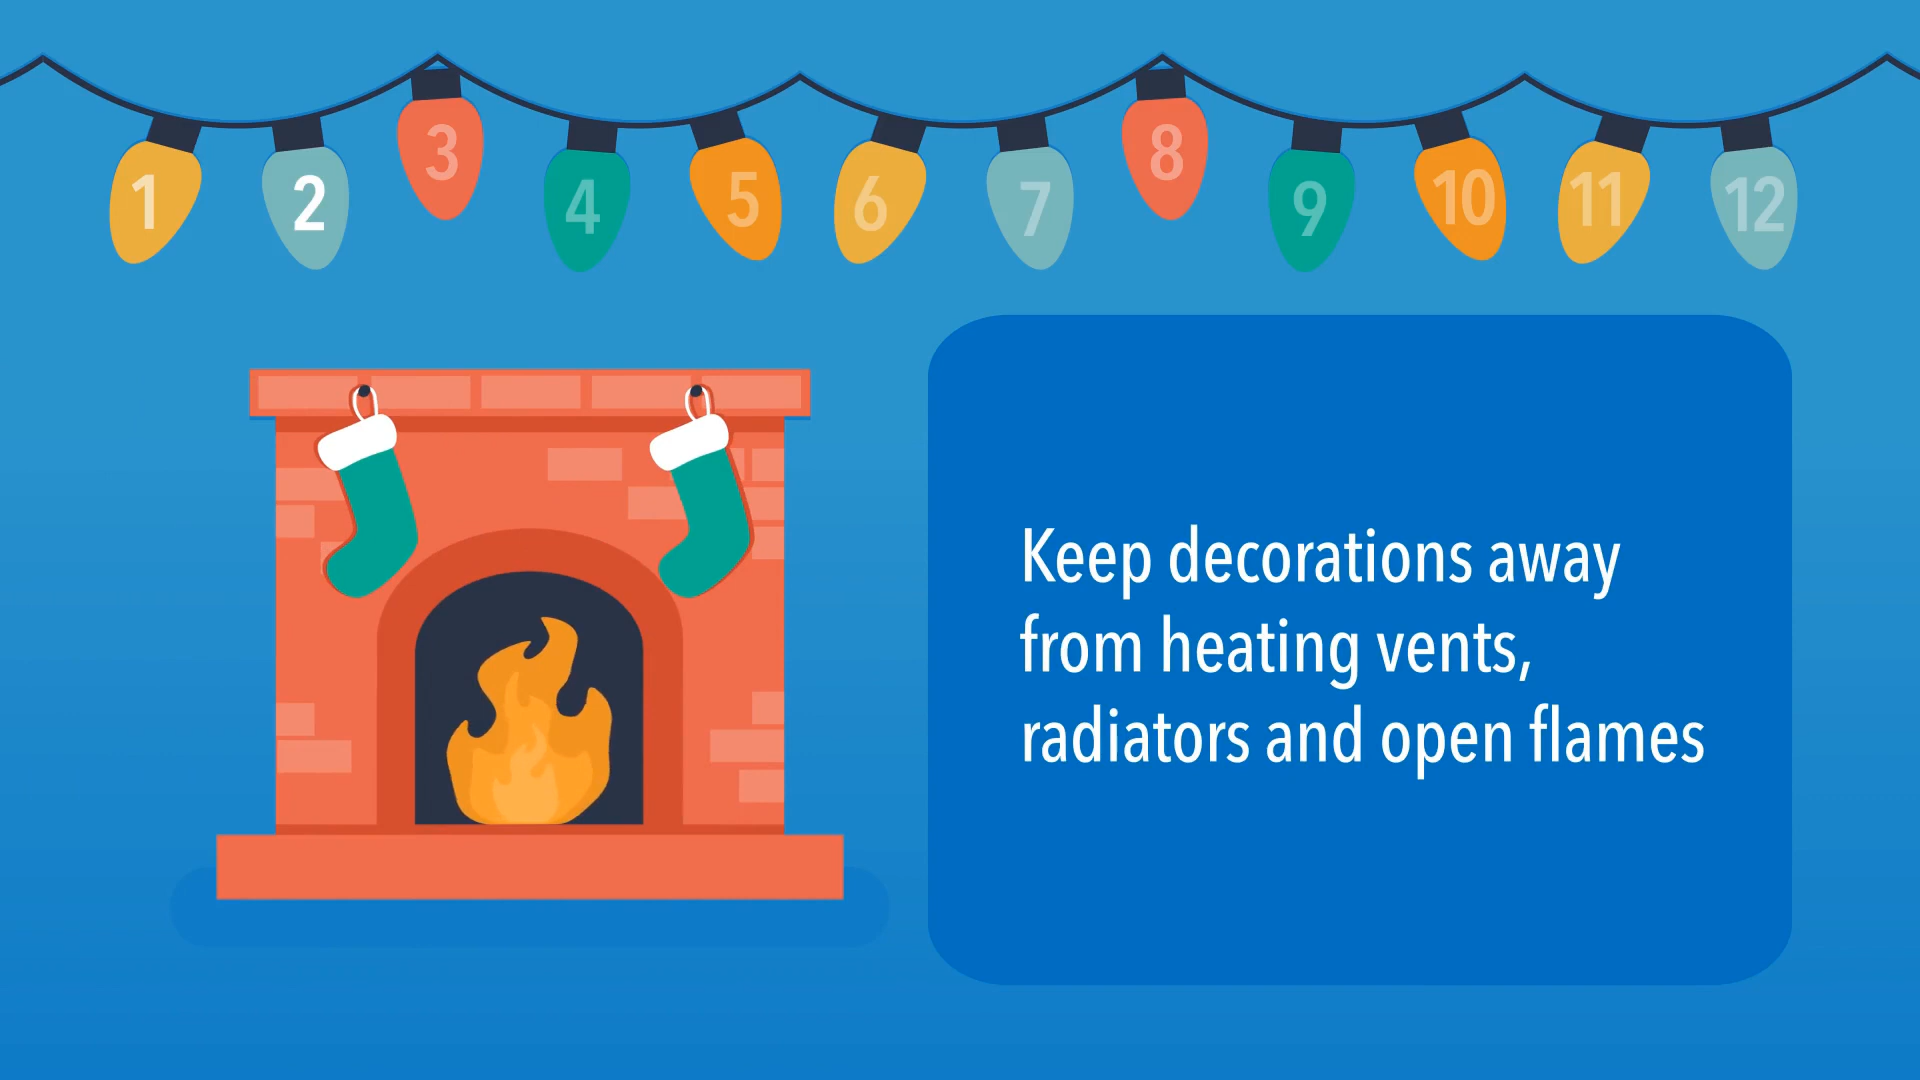 1 2 3 4 5 6 7 8 9 10 11 12
Keep decorations away
from heating vents,
radiators and open flames